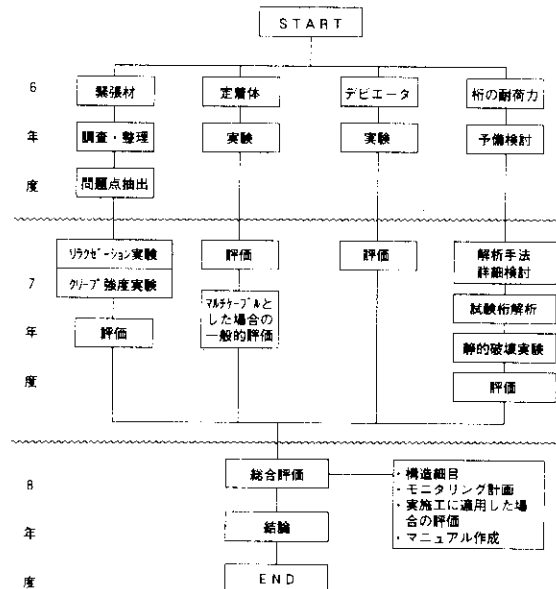 START
6年度
緊張材
定着体
デビエータ
桁の耐荷力
調査・整理
実験
実験
予備検討
問題点抽出
7年度
リラクゼーション実験
クリープ強度実験
評価
評価
解析手法
詳細検討
マルチケーブルと
した場合の
一般的評価
試験桁解析
評価
静的破壊実験
評価
8年度
総合評価
・構造細目
・モニタリング計画
・実施工に適用した場
合の評価
・マニュアル作成
結論
END